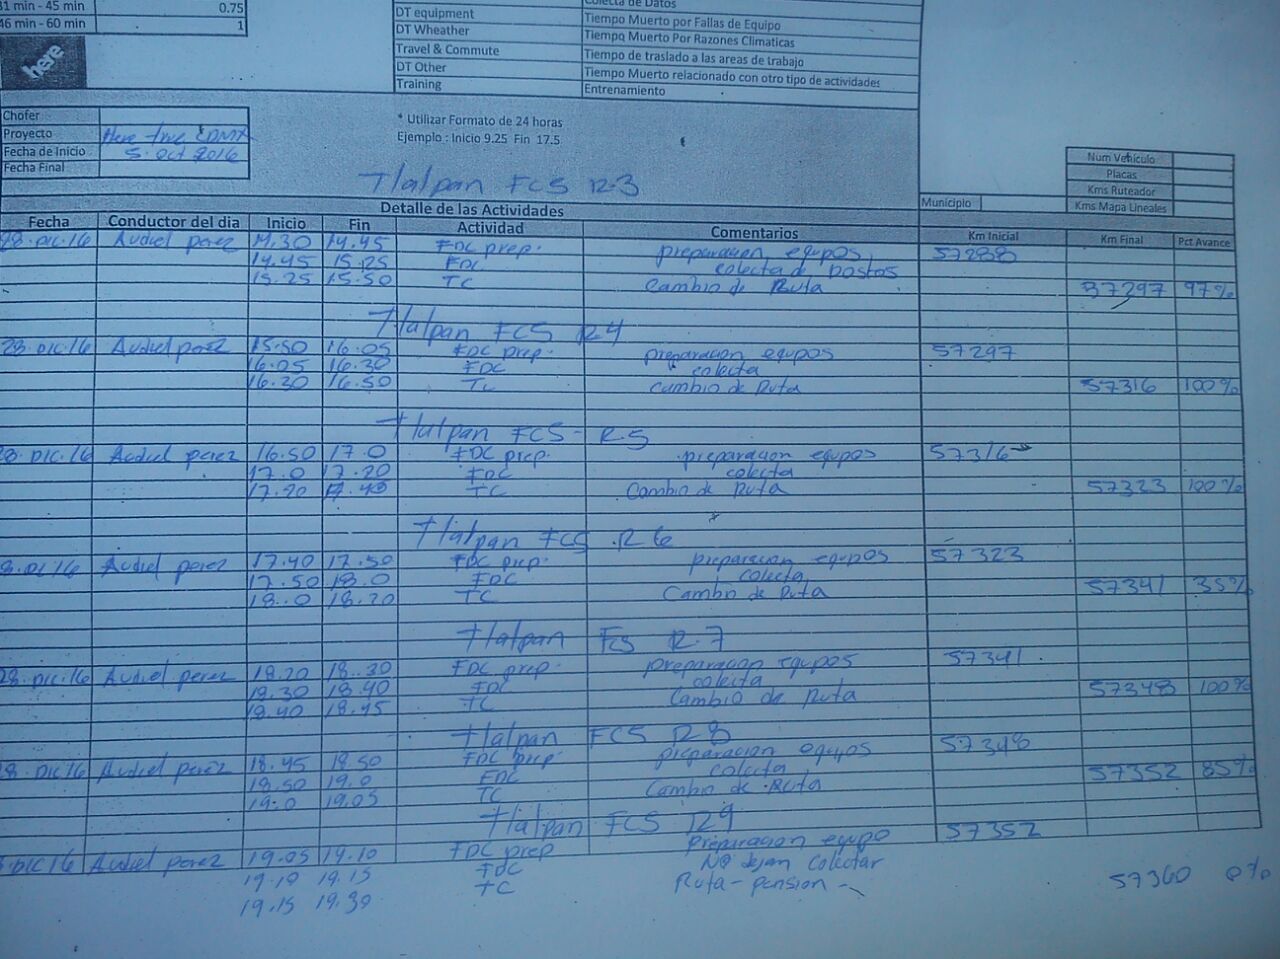 31 min - 45 min 0.75
46 min - 60 min 1
here
Colecta de Datos
DT equipment Tiempo Muerto por Fallas de Equipo
DT Wheather Tiempo Muerto Por Razones Climaticas
Travel & Commute Tiempo de traslado a las areas de trabajo
DT Other Tiempo Muerto relacionado con otro tipo de actividades
Training Entrenamiento
Chofer
Proyecto Here true CDMX
Fecha de Inicio 5. Oct 2016
Fecha Final
* Utilizar Formato de 24 horas
Ejemplo : Inicio 9.25 Fin 17.5
Num Vehiculo
Placas
Kms Ruteador
Kms Mapa Lineales
Tlalpan FCS R-3
Detalle de las Actividades Municipio
Fecha Conductor del dia Inicio Fin Actividad Comentarios Km Inicial Km Final Pct Avance
28.DIC.16 Audiel perez 14.45 FDC prep. preparacion equipos 57288
14.45 15.25 FDC colecta de
15.25 15.50 TC Cambio de Ruta 57297 97%
Tlalpan FCS R4
28.DIC.16 Audiel perez 15.50 16.05 FDC prep. preparacion equipos 57297
16.05 16.30 FDC colecta
16.30 16.50 TC Cambio de Ruta 57316 100%
Tlalpan FCS- R5
28.DIC.16 Audiel perez 16.50 17.0 FDC prep. preparacion equipos 57316
17.0 17.20 FDC colecta
17.20 17.40 TC Cambio de Ruta 57323 100%
Tlalpan FCS R6
8.DIC 16 Audiel perez 17.40 17.50 FDC prep. preparacion equipos 57323
17.50 18.0 FDC colecta
18.0 18.20 TC Cambio de Ruta 57341 35%
Tlalpan FCS R-7
28.DIC.16 Audiel perez 18.20 18.30 FDC prep. preparacion equipos 57341
18.30 18.40 FDC colecta
18.40 18.45 TC Cambio de Ruta 57348 100%
Tlalpan FCS R8
28.DIC 16 Audiel perez 18.45 18.50 FDC prep preparacion equipos 57348
18.50 19.0 FDC colecta 57352 85%
19.0 19.05 TC Cambio de Ruta
Tlalpan FCS R9
DIC 16 Audiel perez 19.05 19.10 FDC prep Preparacion equipo 57352
19.10 19.15 FDC No dejan Colectar
19.15 19.30 TC Ruta - pension - 57360 0%